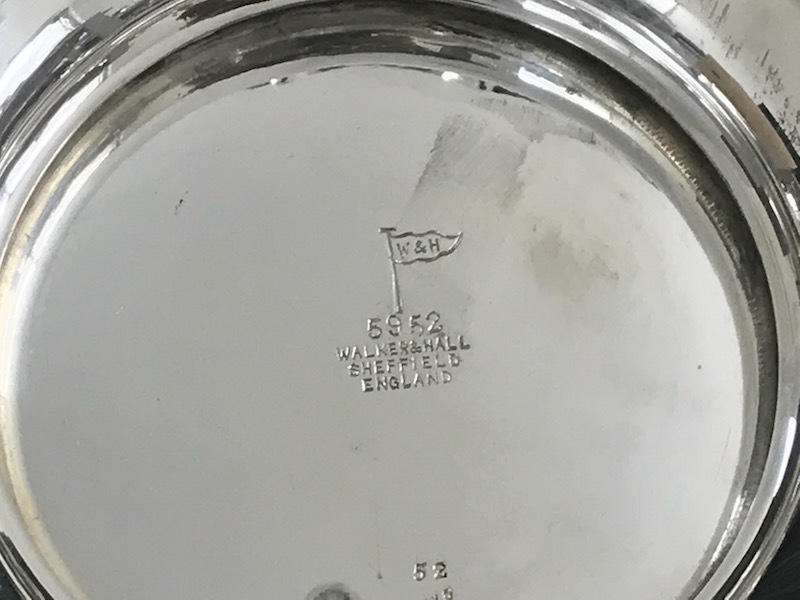 W&H
5952
WALKER&HALL
SHEFFIELD
ENGLAND
52